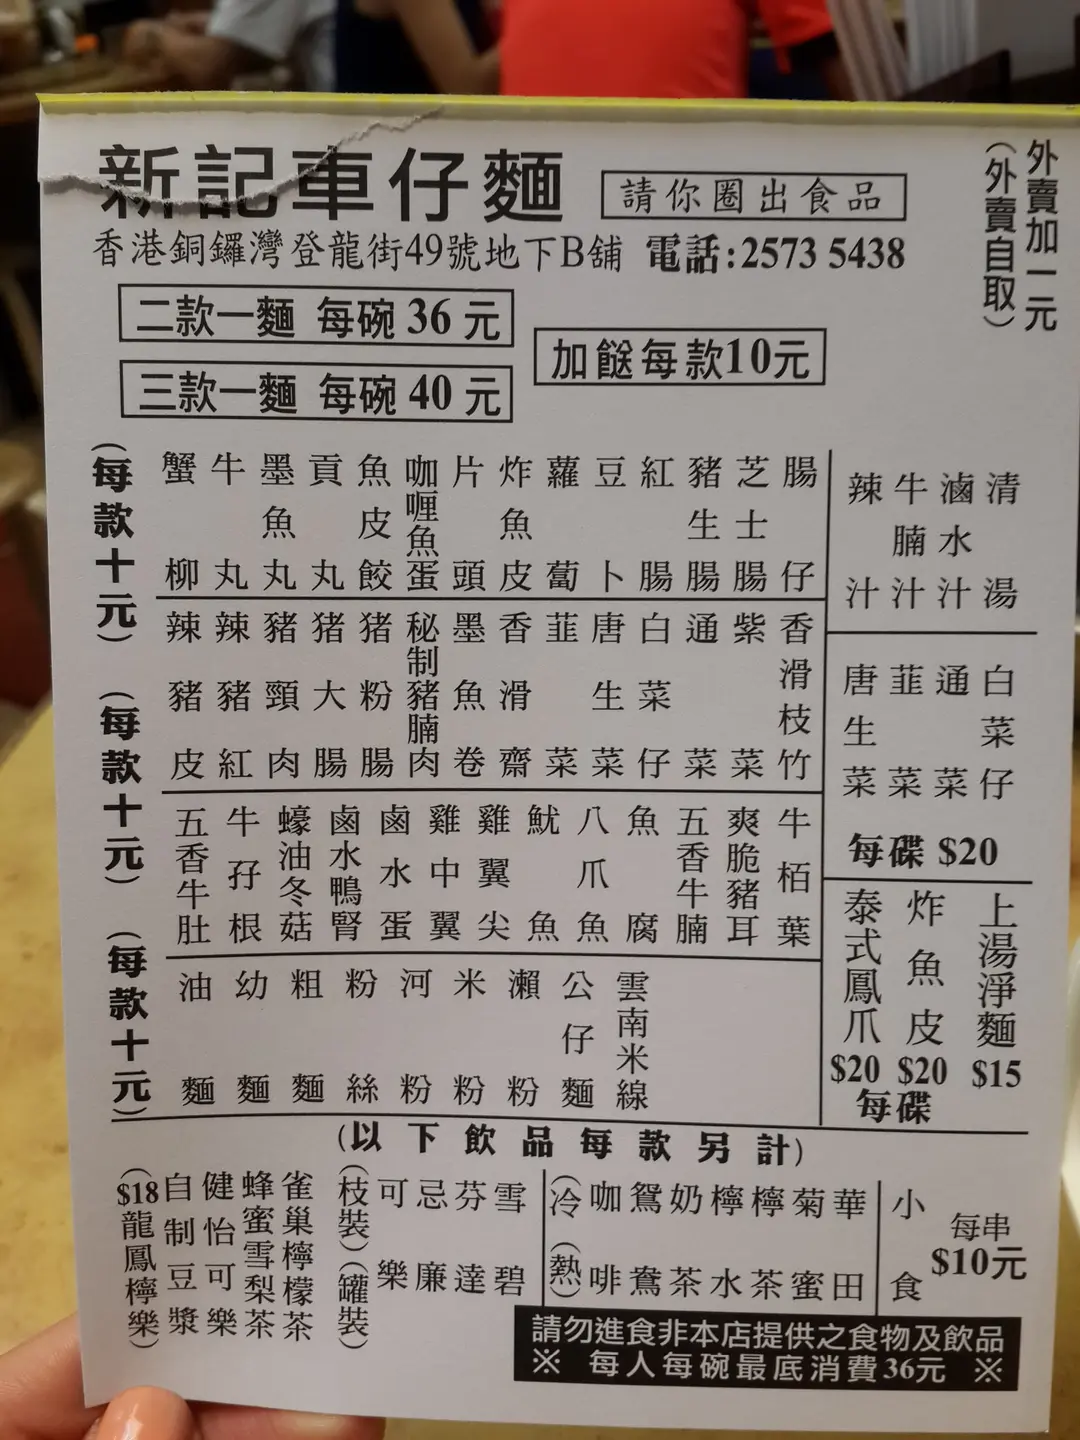 新記車仔麵
請你圈出食品
外賣加一元
(外賣自取)
香港銅鑼灣登龍街49號地下B舖 電話:2573 5438
二款一麵 每碗 36 元
三款一麵 每碗 40 元
加餸每款10元
(每款十元)
蟹柳
牛丸
墨魚丸
貢丸
魚皮餃
咖喱魚蛋
片頭
炸魚皮
蘿蔔
豆卜
紅腸
豬生腸
芝士腸
腸仔
(每款十元)
辣豬皮
辣豬紅
豬頸肉
猪大腸
猪粉腸
秘制豬腩肉
墨魚卷
香滑齋
韮菜
唐生菜
白菜仔
通菜
紫菜
香滑枝竹
(每款十元)
五香牛肚
牛孖根
蠔油冬菇
鹵水鴨腎
鹵水蛋
雞中翼
雞翼尖
魷魚
八爪魚
魚腐
五香牛腩
爽脆豬耳
牛栢葉
油麵
幼麵
粗麵
粉絲
河粉
米粉
瀨粉
公仔麵
雲南米線
辣汁
牛腩汁
滷水汁
清湯
唐生菜
韮菜
通菜
白菜仔
每碟 $20
泰式鳳爪 $20
炸魚皮 $20
每碟
上湯淨麵 $15
(以下飲品每款另計)
($18龍鳳檸樂)
自制豆漿
健怡可樂
蜂蜜雪梨茶
雀巢檸檬茶
(枝裝)(罐裝)
可樂
忌廉
芬達
雪碧
(冷)(熱)
咖啡
鴛鴦
奶茶
檸水
檸茶
菊蜜
華田
小食
每串
$10元
請勿進食非本店提供之食物及飲品
※ 每人每碗最底消費36元 ※